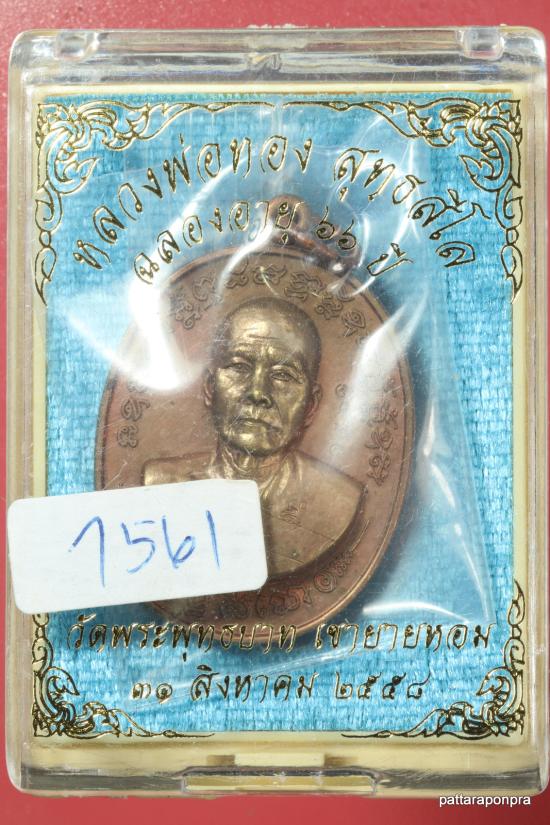 หลวงพ่อทอง สุทธสีโล
ฉลองอายุ ๖๖ ปี
7561
วัดพระพุทธบาท เขายายหอม
๓๑ สิงหาคม ๒๕๕๘
pattaraponpra